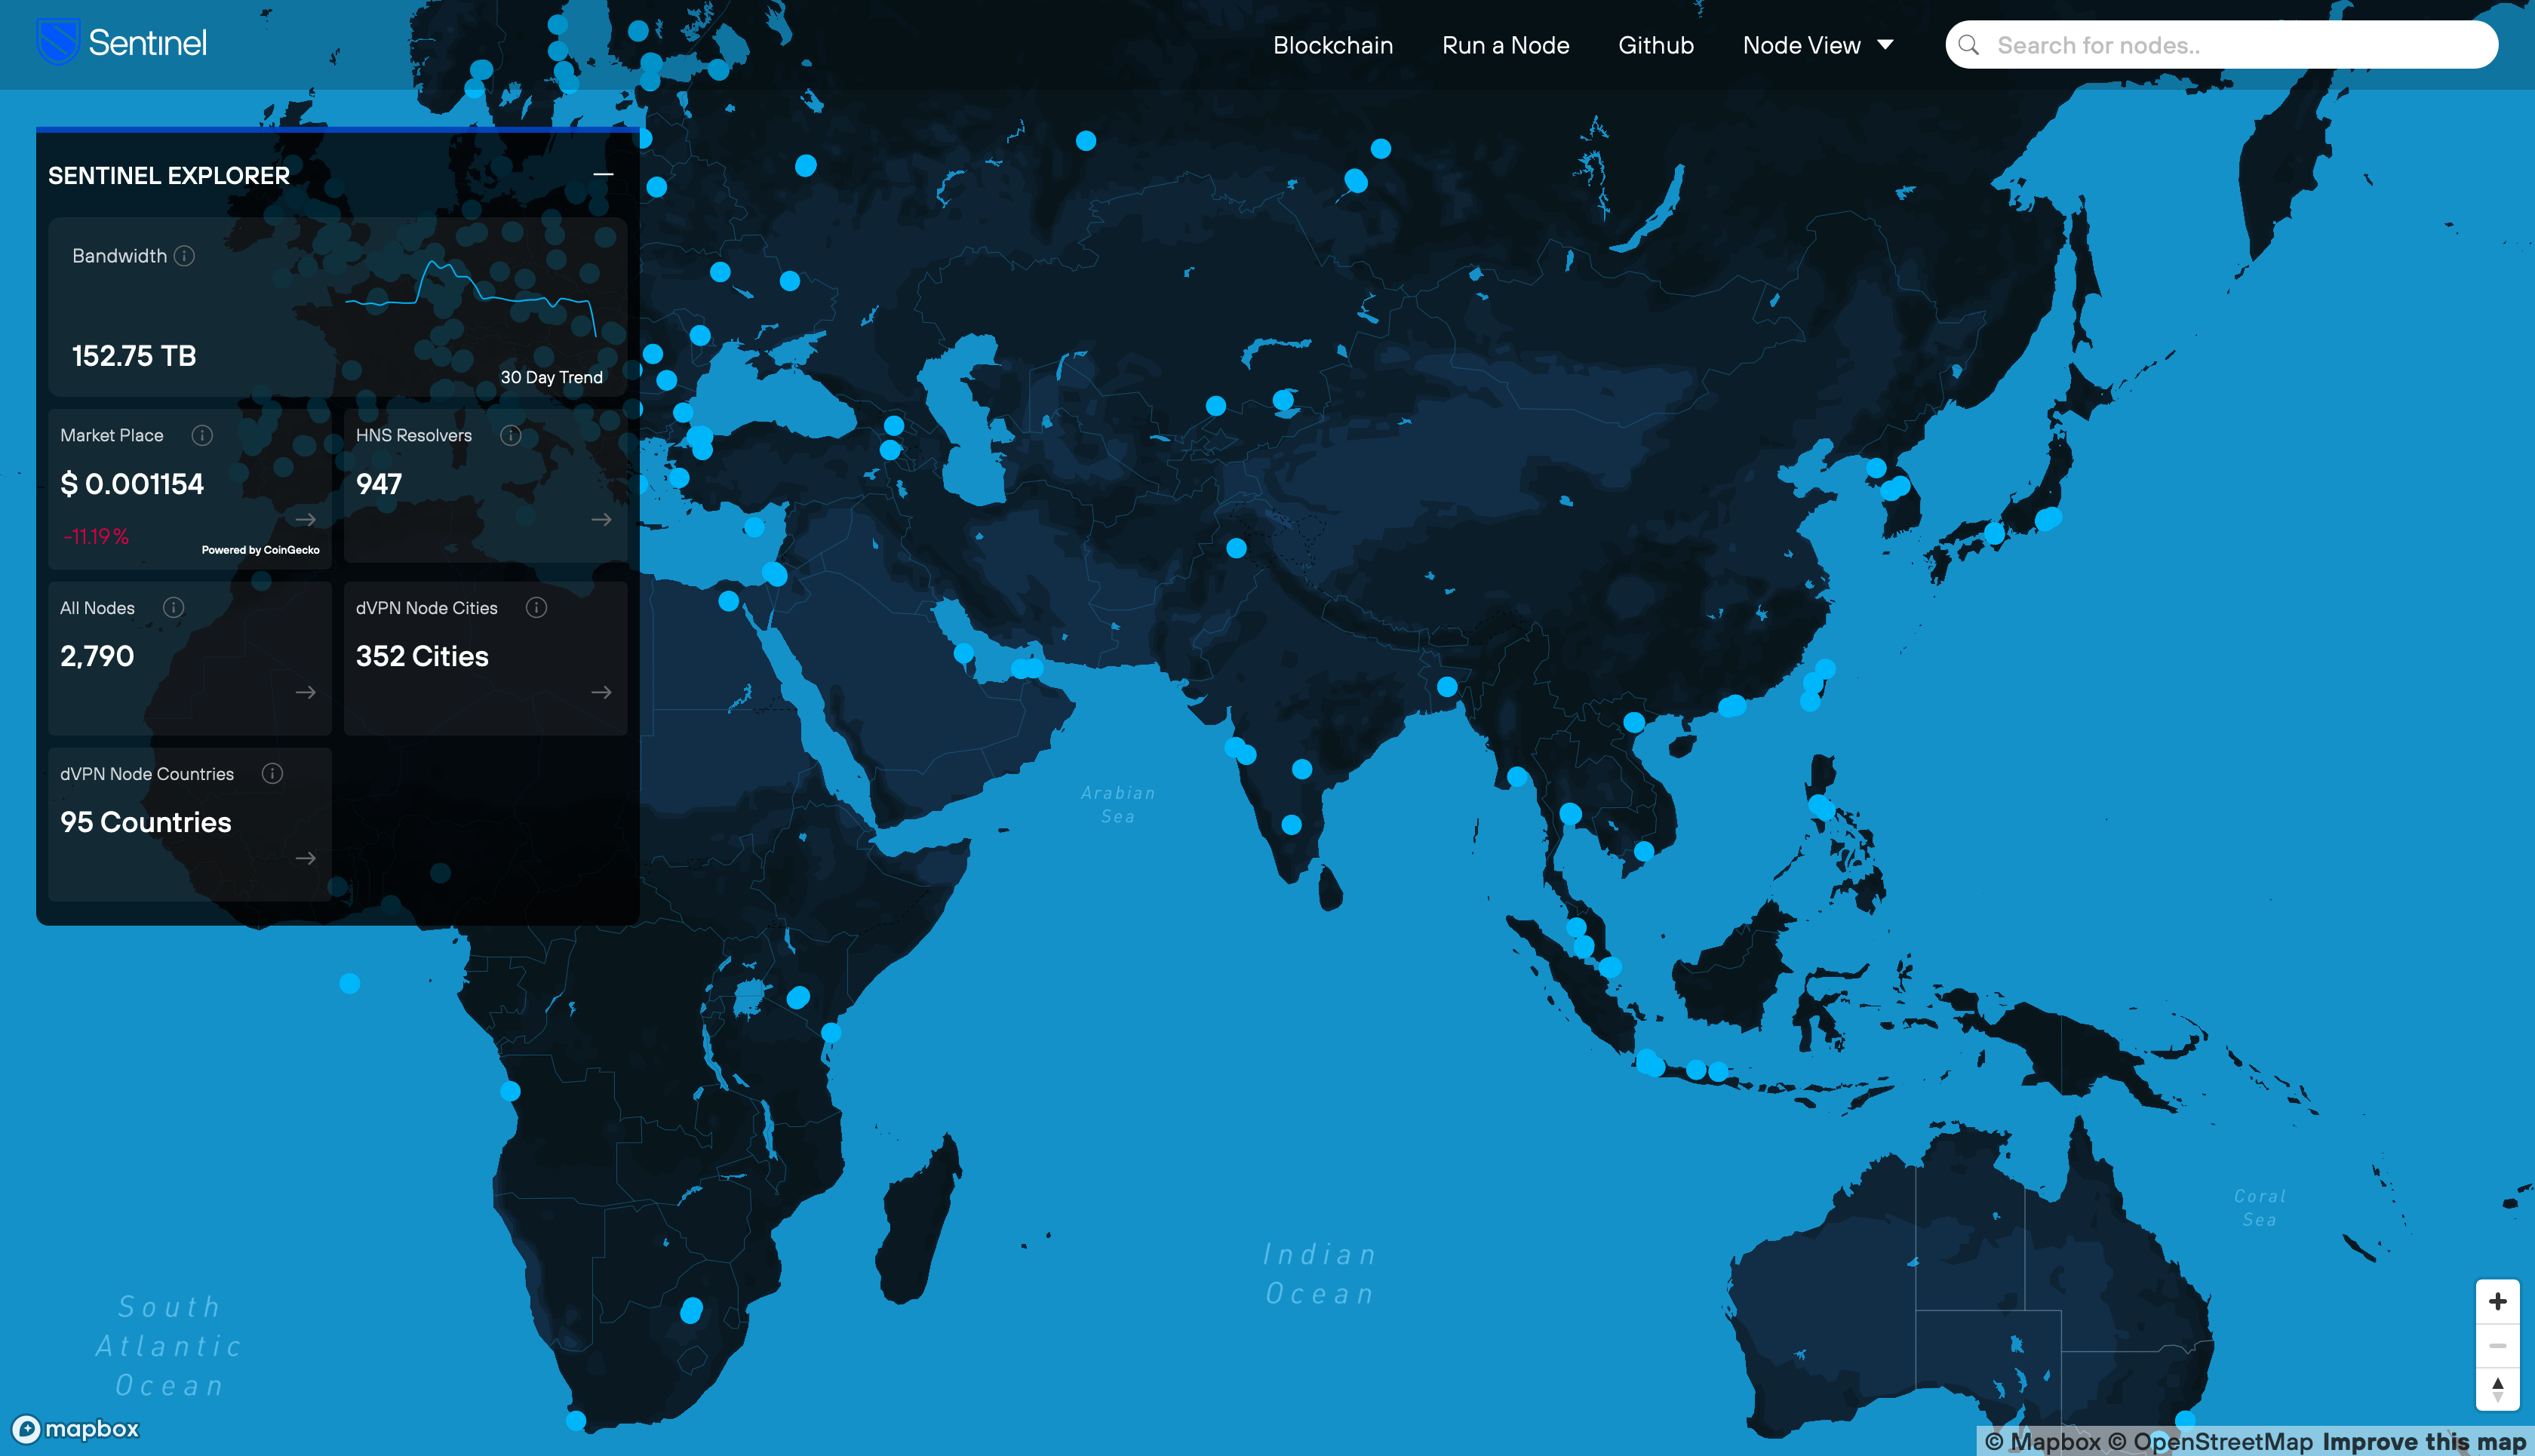 Sentinel
Blockchain
Run a Node
Github
Node View
Search for nodes..
SENTINEL EXPLORER
Bandwidth
152.75 TB
30 Day Trend
Market Place
$ 0.001154
-11.19%
Powered by CoinGecko
HNS Resolvers
947
All Nodes
2,790
dVPN Node Cities
352 Cities
dVPN Node Countries
95 Countries
Arabian
Sea
Indian
Ocean
Coral
Sea
South
Atlantic
Ocean
mapbox
© Mapbox © OpenStreetMap Improve this map